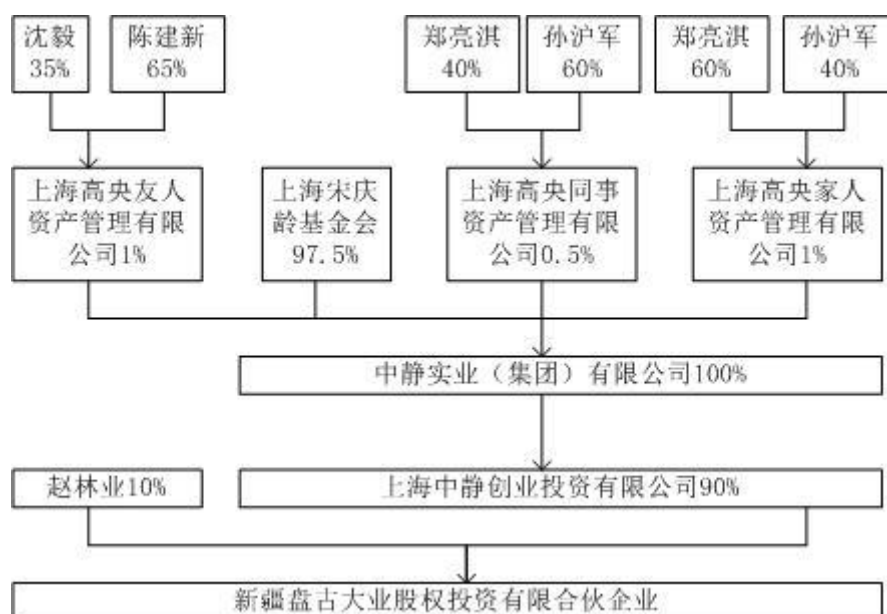 沈毅
35%
陈建新
65%
郑亮淇
40%
孙沪军
60%
郑亮淇
60%
孙沪军
40%
上海高央友人
资产管理有限
公司1%
上海宋庆
龄基金会
97.5%
上海高央同事
资产管理有限
公司0.5%
上海高央家人
资产管理有限
公司1%
中静实业（集团）有限公司100%
赵林业10%
上海中静创业投资有限公司90%
新疆盘古大业股权投资有限合伙企业